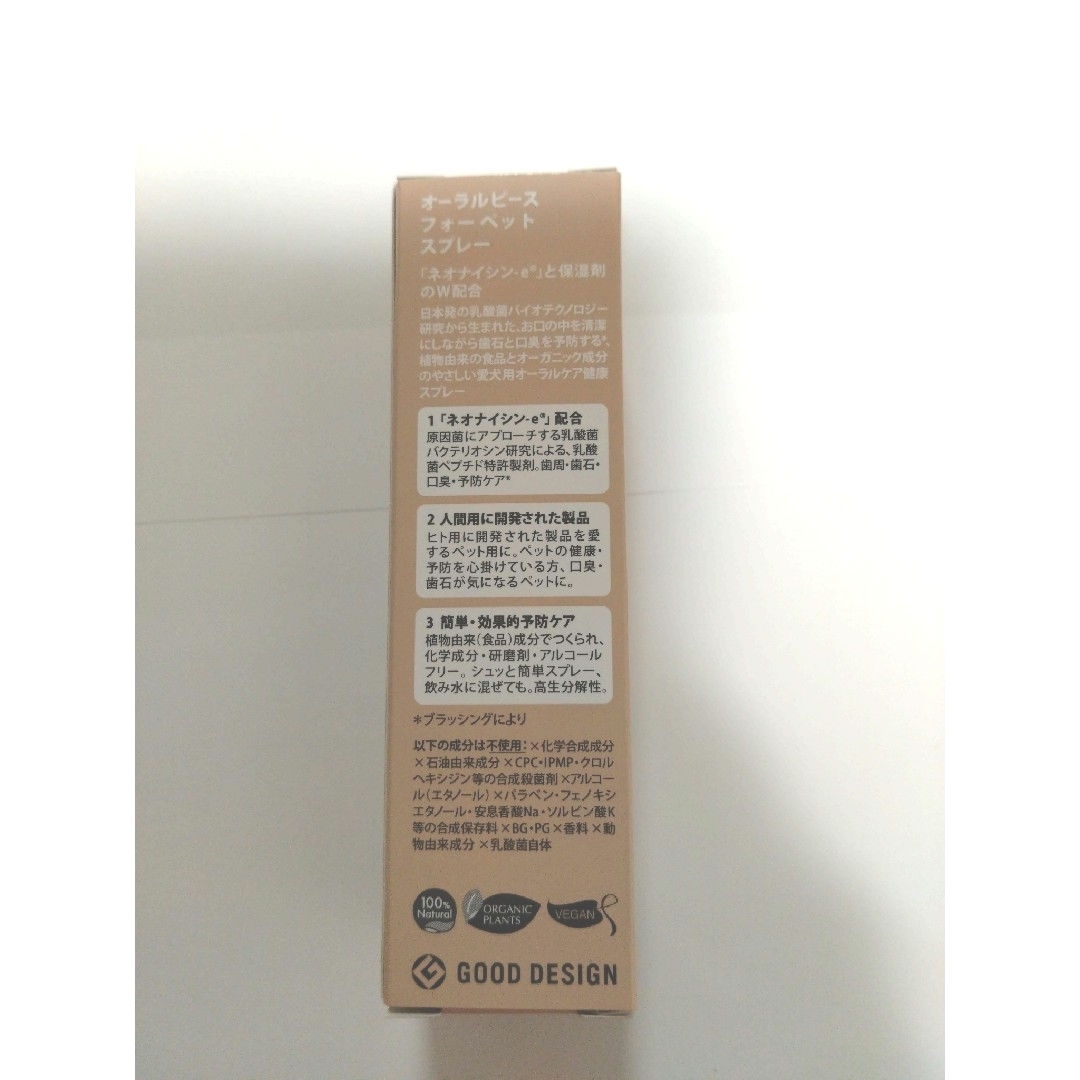 オーラルピース
フォーペット
スプレー
「ネオナイシン-e®」と保湿剤
のW配合
日本発の乳酸菌バイオテクノロジー
研究から生まれた、お口の中を清潔
にしながら歯石と口臭を予防する*、
植物由来の食品とオーガニック成分
のやさしい愛犬用オーラルケア健康
スプレー
1「ネオナイシン-e®」配合
原因菌にアプローチする乳酸菌
バクテリオシン研究による、乳酸
菌ペプチド特許製剤。歯周・歯石・
口臭・予防ケア*
2 人間用に開発された製品
ヒト用に開発された製品を愛
するペット用に。ペットの健康・
予防を心掛けている方、口臭・
歯石が気になるペットに。
3 簡単・効果的予防ケア
植物由来(食品)成分でつくられ、
化学成分・研磨剤・アルコール
フリー。シュッと簡単スプレー、
飲み水に混ぜても。高生分解性。
*ブラッシングにより
以下の成分は不使用:×化学合成成分
×石油由来成分×CPC・IPMP・クロル
ヘキシジン等の合成殺菌剤×アルコー
ル(エタノール)×パラベン・フェノキシ
エタノール・安息香酸Na・ソルビン酸K
等の合成保存料×BG・PG×香料×動
物由来成分×乳酸菌自体
100%
Natural
ORGANIC
PLANTS
VEGAN
GOOD DESIGN